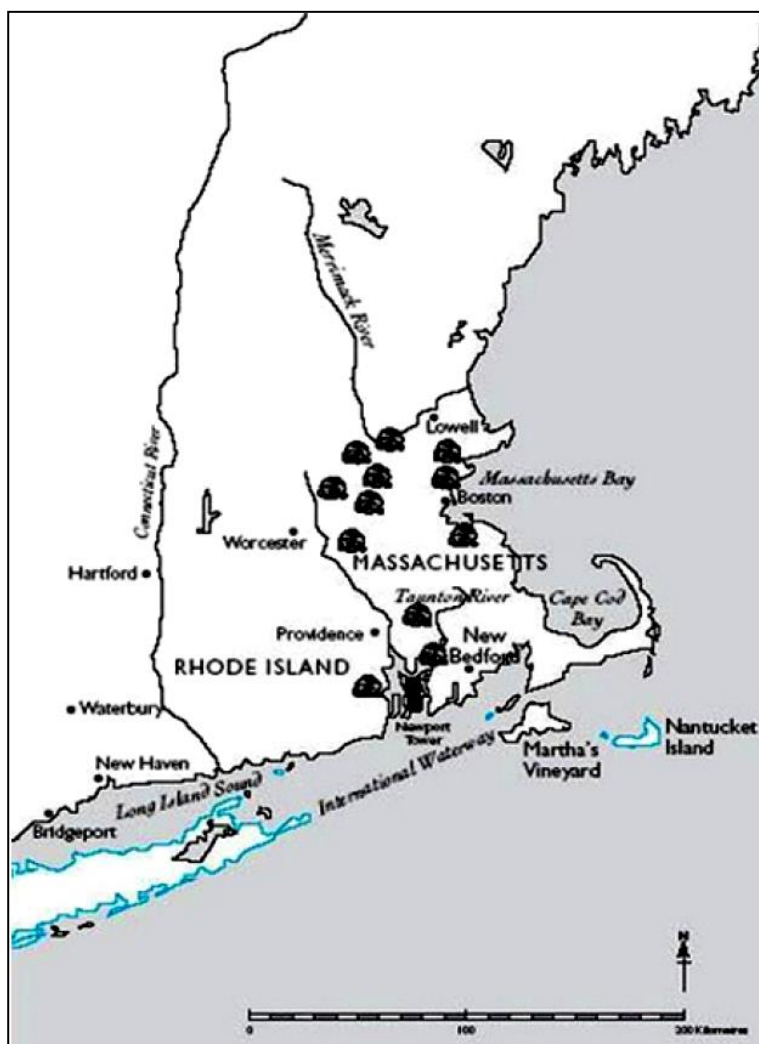 Merrimack River
Connecticut River
Lowell
Massachusetts Bay
Boston
Worcester
MASSACHUSETTS
Hartford
Taunton River
Cape Cod
Bay
Providence
New
Bedford
RHODE ISLAND
Waterbury
Newport
Tower
Nantucket
Island
Martha's
Vineyard
New Haven
International Waterway
Long Island Sound
Bridgeport
N
0
100
200 Kilometres